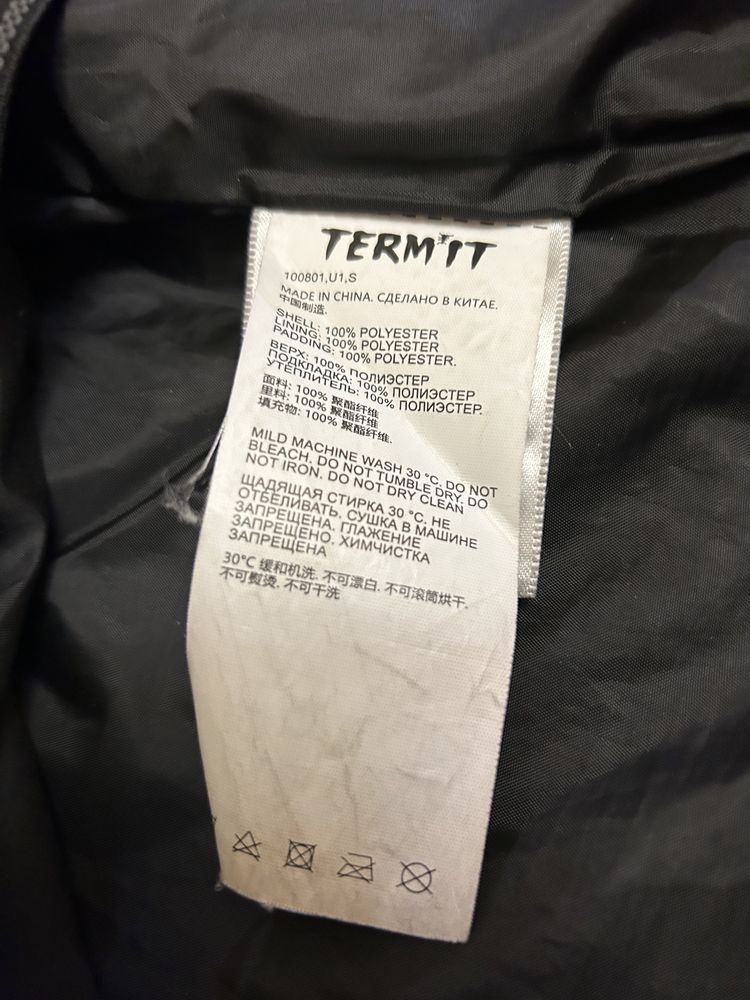 TERMIT
100801,U1,S
MADE IN CHINA. СДЕЛАНО В КИТАЕ.
中国制造.
SHELL: 100% POLYESTER
LINING: 100% POLYESTER
PADDING: 100% POLYESTER.
ВЕРХ: 100% ПОЛИЭСТЕР
ПОДКЛАДКА: 100% ПОЛИЭСТЕР
УТЕПЛИТЕЛЬ: 100% ПОЛИЭСТЕР.
面料: 100% 聚酯纤维
里料: 100% 聚酯纤维
填充物: 100% 聚酯纤维.
MILD MACHINE WASH 30 °C. DO NOT
BLEACH. DO NOT TUMBLE DRY. DO
NOT IRON. DO NOT DRY CLEAN
ЩАДЯЩАЯ СТИРКА 30 °C. НЕ
ОТБЕЛИВАТЬ. СУШКА В МАШИНЕ
ЗАПРЕЩЕНА. ГЛАЖЕНИЕ
ЗАПРЕЩЕНО. ХИМЧИСТКА
ЗАПРЕЩЕНА
30°C 缓和机洗. 不可漂白. 不可滚筒烘干.
不可熨烫. 不可干洗